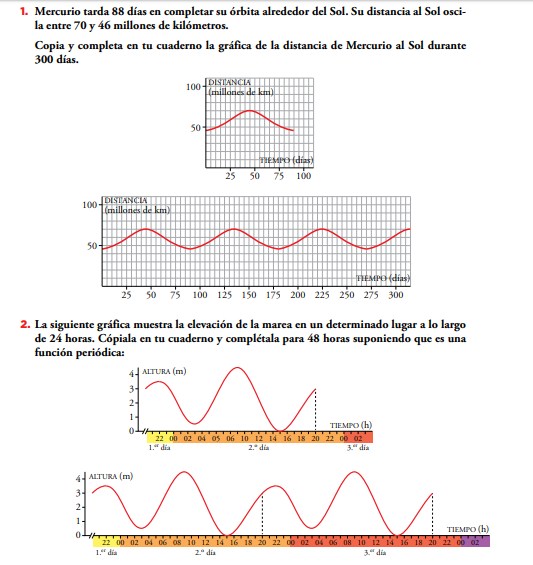 1. Mercurio tarda 88 días en completar su órbita alrededor del Sol. Su distancia al Sol osci-
la entre 70 y 46 millones de kilómetros.
Copia y completa en tu cuaderno la gráfica de la distancia de Mercurio al Sol durante
300 días.
100 DISTANCIA
(millones de km)
50
TIEMPO (días)
25 50 75 100
100 DISTANCIA
(millones de km)
50
TIEMPO (días)
25 50 75 100 125 150 175 200 225 250 275 300
2. La siguiente gráfica muestra la elevación de la marea en un determinado lugar a lo largo
de 24 horas. Cópiala en tu cuaderno y complétala para 48 horas suponiendo que es una
función periódica:
4 ALTURA (m)
3
2
1
0
TIEMPO (h)
22 00 02 04 05 06 10 12 14 16 18 20 22 00 02
1.er día 2.º día 3.er día
4 ALTURA (m)
3
2
1
0
TIEMPO (h)
22 00 02 04 06 08 10 12 14 16 18 20 22 00 02 04 06 08 10 12 14 16 18 20 22 00 02
1.er día 2.º día 3.er día